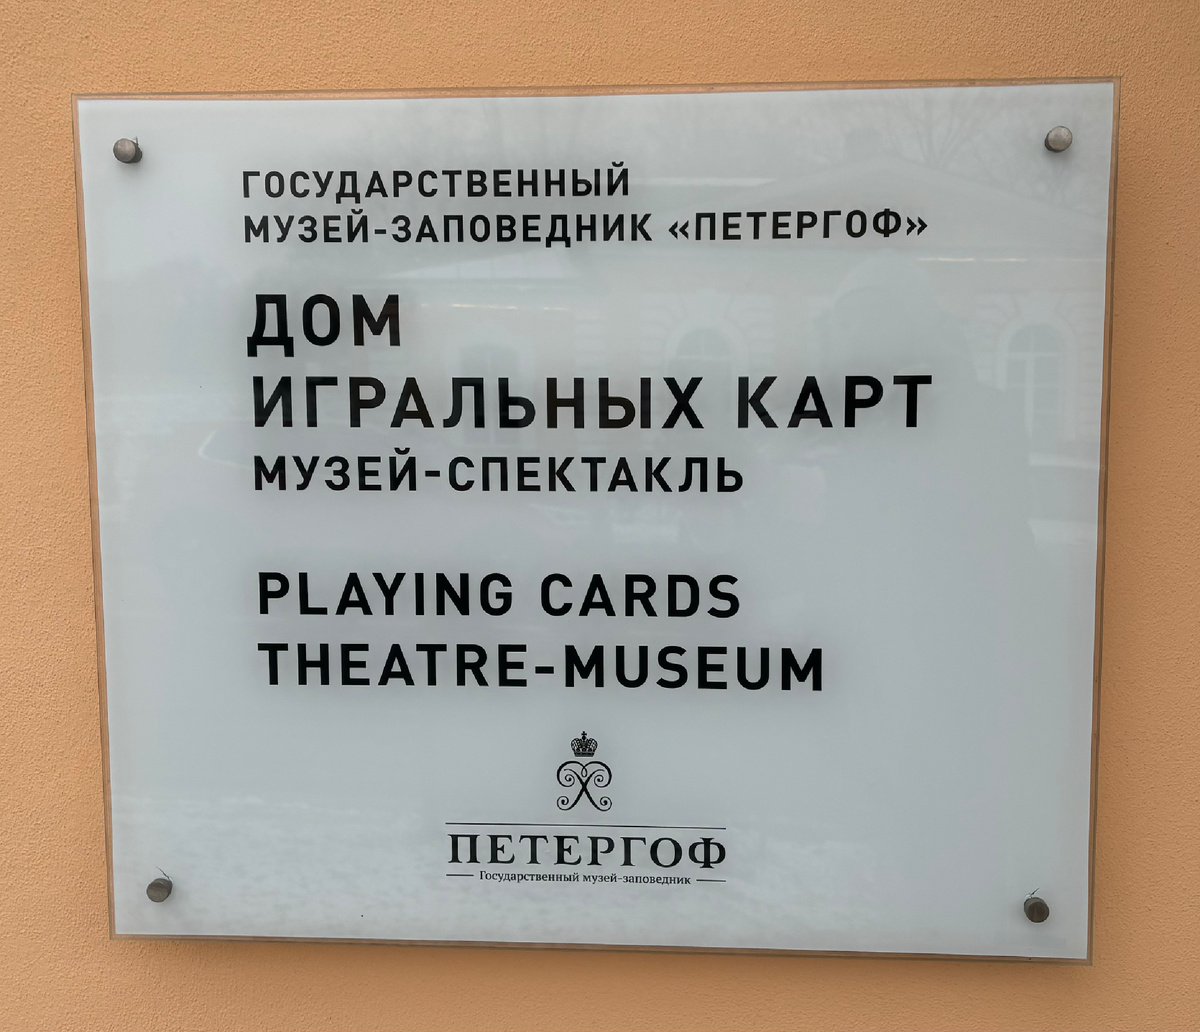 ГОСУДАРСТВЕННЫЙ
МУЗЕЙ-ЗАПОВЕДНИК «ПЕТЕРГОФ»
ДОМ
ИГРАЛЬНЫХ КАРТ
МУЗЕЙ-СПЕКТАКЛЬ
PLAYING CARDS
THEATRE-MUSEUM
ПЕТЕРГОФ
Государственный музей-заповедник